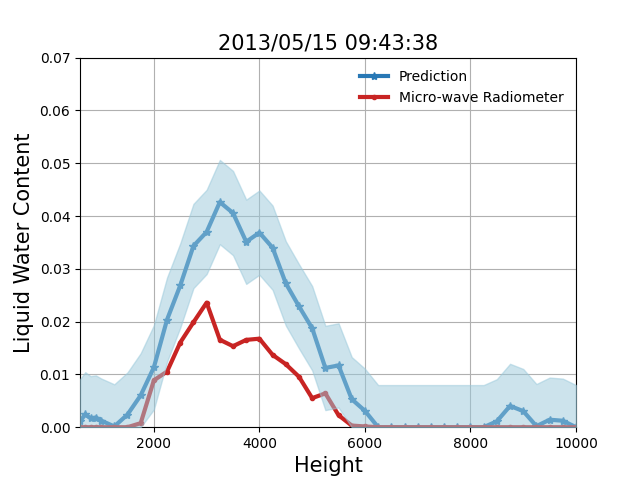 2013/05/15 09:43:38
0.07
0.06
0.05
0.04
0.03
0.02
0.01
0.00
Liquid Water Content
Prediction
Micro-wave Radiometer
2000 4000 6000 8000 10000
Height